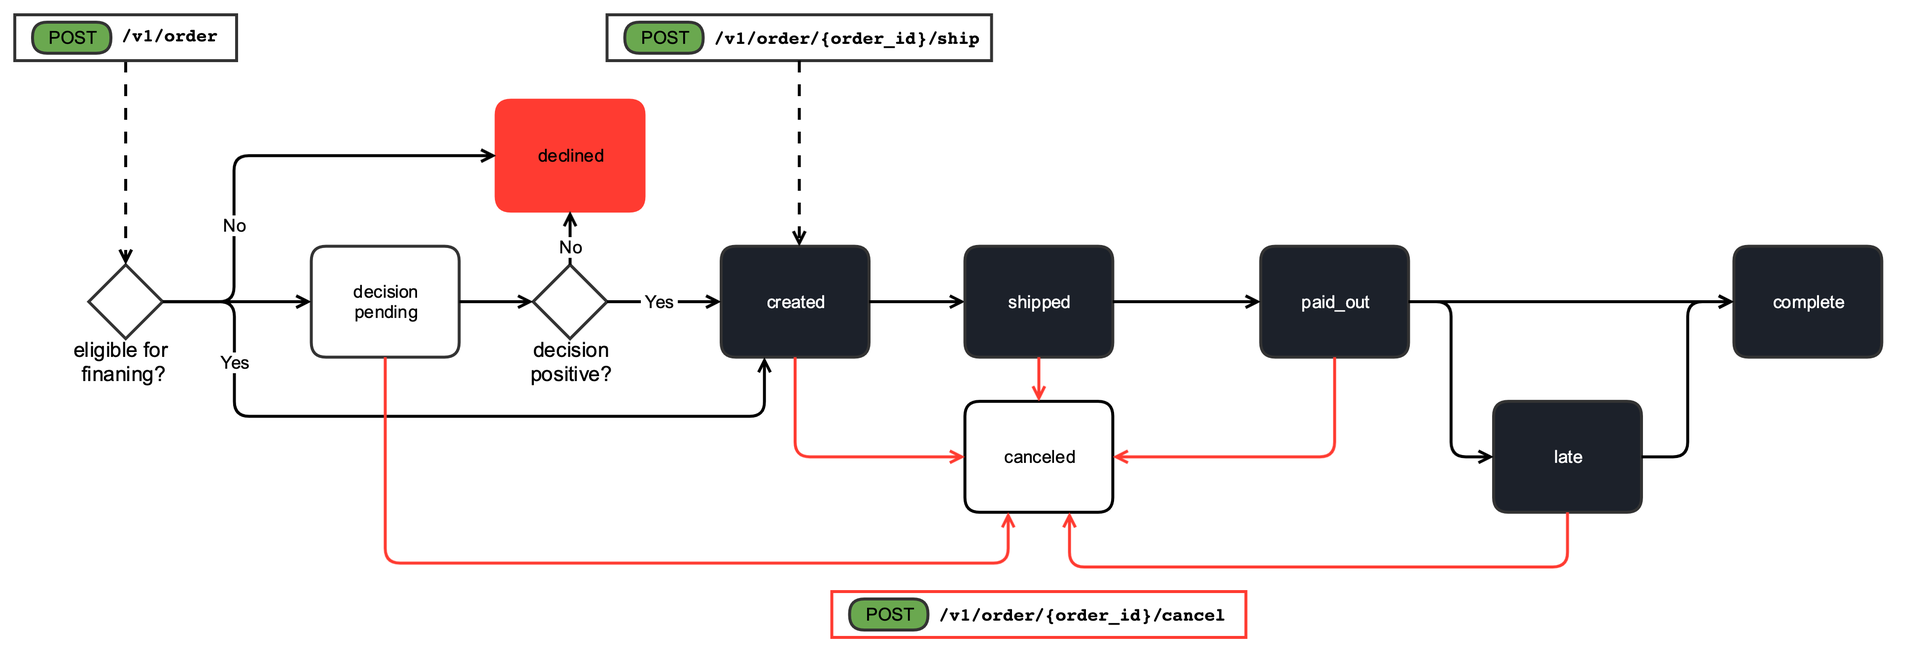 POST /v1/order
POST /v1/order/{order_id}/ship
declined
No
No
decision
pending
Yes
created
shipped
paid_out
complete
eligible for
finaning?
Yes
decision
positive?
canceled
late
POST /v1/order/{order_id}/cancel